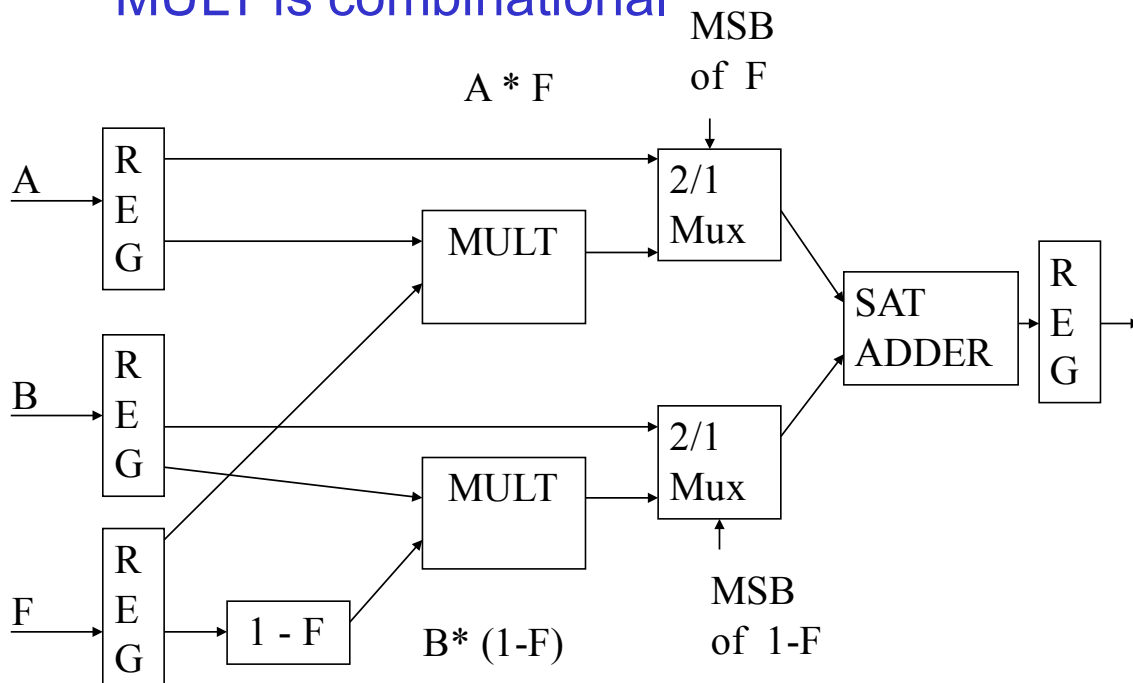 MULT is combinational
MSB
of F
A * F
R
E
G
A
2/1
Mux
MULT
SAT
ADDER
R
E
G
R
E
G
B
2/1
Mux
MULT
R
E
G
F
1 - F
B* (1-F)
MSB
of 1-F